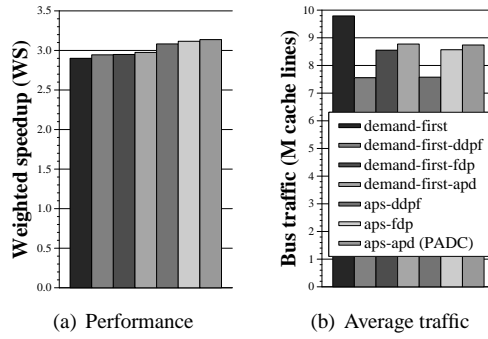 Weighted speedup (WS)
3.5
3.0
2.5
2.0
1.5
1.0
0.5
0.0
(a) Performance
Bus traffic (M cache lines)
10
9
8
7
6
5
4
3
2
1
0
demand-first
demand-first-ddpf
demand-first-fdp
demand-first-apd
aps-ddpf
aps-fdp
aps-apd (PADC)
(b) Average traffic